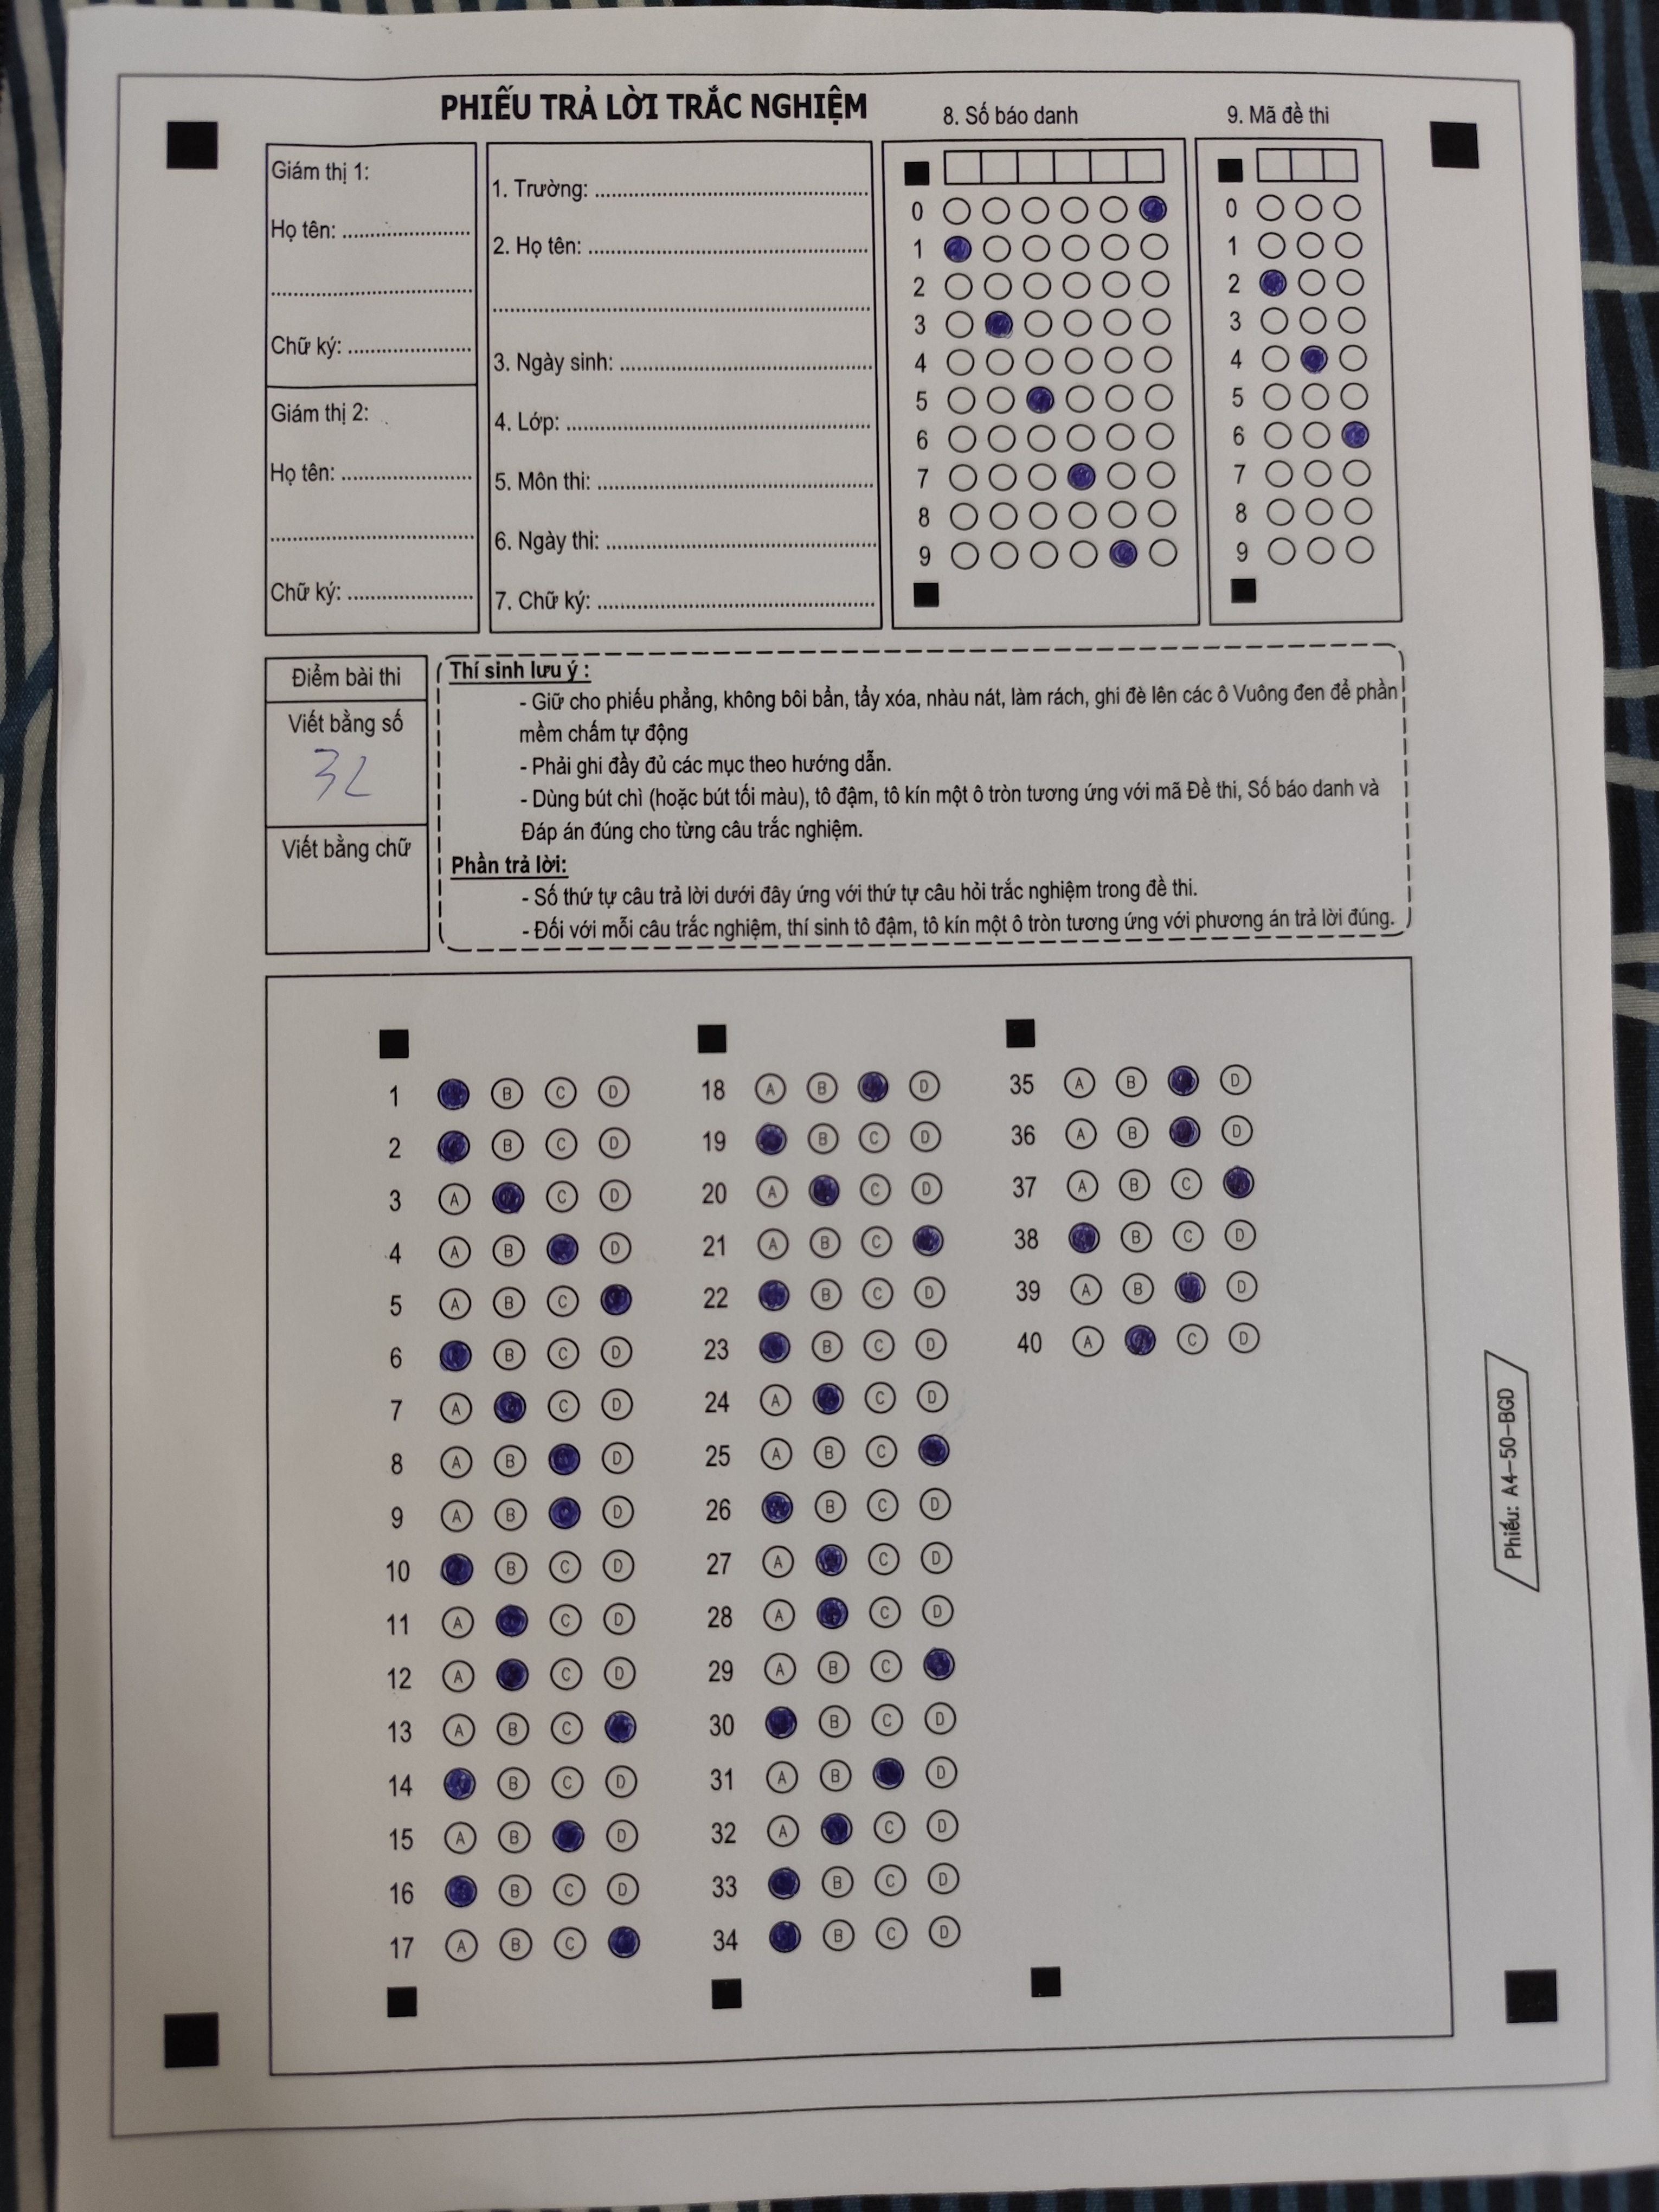 PHIẾU TRẢ LỜI TRẮC NGHIỆM
8. Số báo danh
9. Mã đề thi
Giám thị 1:
Họ tên: ......................
....................................
Chữ ký: .....................
Giám thị 2:
Họ tên: ......................
....................................
Chữ ký: .....................
1. Trường: ..............................................
2. Họ tên: ...............................................
................................................................
3. Ngày sinh: ..........................................
4. Lớp: ...................................................
5. Môn thi: .............................................
6. Ngày thi: ............................................
7. Chữ ký: ..............................................
0
1
2
3
4
5
6
7
8
9
0
1
2
3
4
5
6
7
8
9
Điểm bài thi
Viết bằng số
32
Viết bằng chữ
Thí sinh lưu ý :
- Giữ cho phiếu phẳng, không bôi bẩn, tẩy xóa, nhàu nát, làm rách, ghi đè lên các ô Vuông đen để phần
mềm chấm tự động
- Phải ghi đầy đủ các mục theo hướng dẫn.
- Dùng bút chì (hoặc bút tối màu), tô đậm, tô kín một ô tròn tương ứng với mã Đề thi, Số báo danh và
Đáp án đúng cho từng câu trắc nghiệm.
Phần trả lời:
- Số thứ tự câu trả lời dưới đây ứng với thứ tự câu hỏi trắc nghiệm trong đề thi.
- Đối với mỗi câu trắc nghiệm, thí sinh tô đậm, tô kín một ô tròn tương ứng với phương án trả lời đúng.
1 B C D
2 B C D
3 A C D
4 A B D
5 A B C
6 B C D
7 A C D
8 A B D
9 A B D
10 B C D
11 A C D
12 A C D
13 A B C
14 B C D
15 A B D
16 B C D
17 A B C
18 A B D
19 B C D
20 A C D
21 A B C
22 B C D
23 B C D
24 A C D
25 A B C
26 B C D
27 A C D
28 A C D
29 A B C
30 B C D
31 A B D
32 A C D
33 B C D
34 B C D
35 A B D
36 A B D
37 A B C
38 B C D
39 A B D
40 A C D
Phiếu: A4-50-BGD